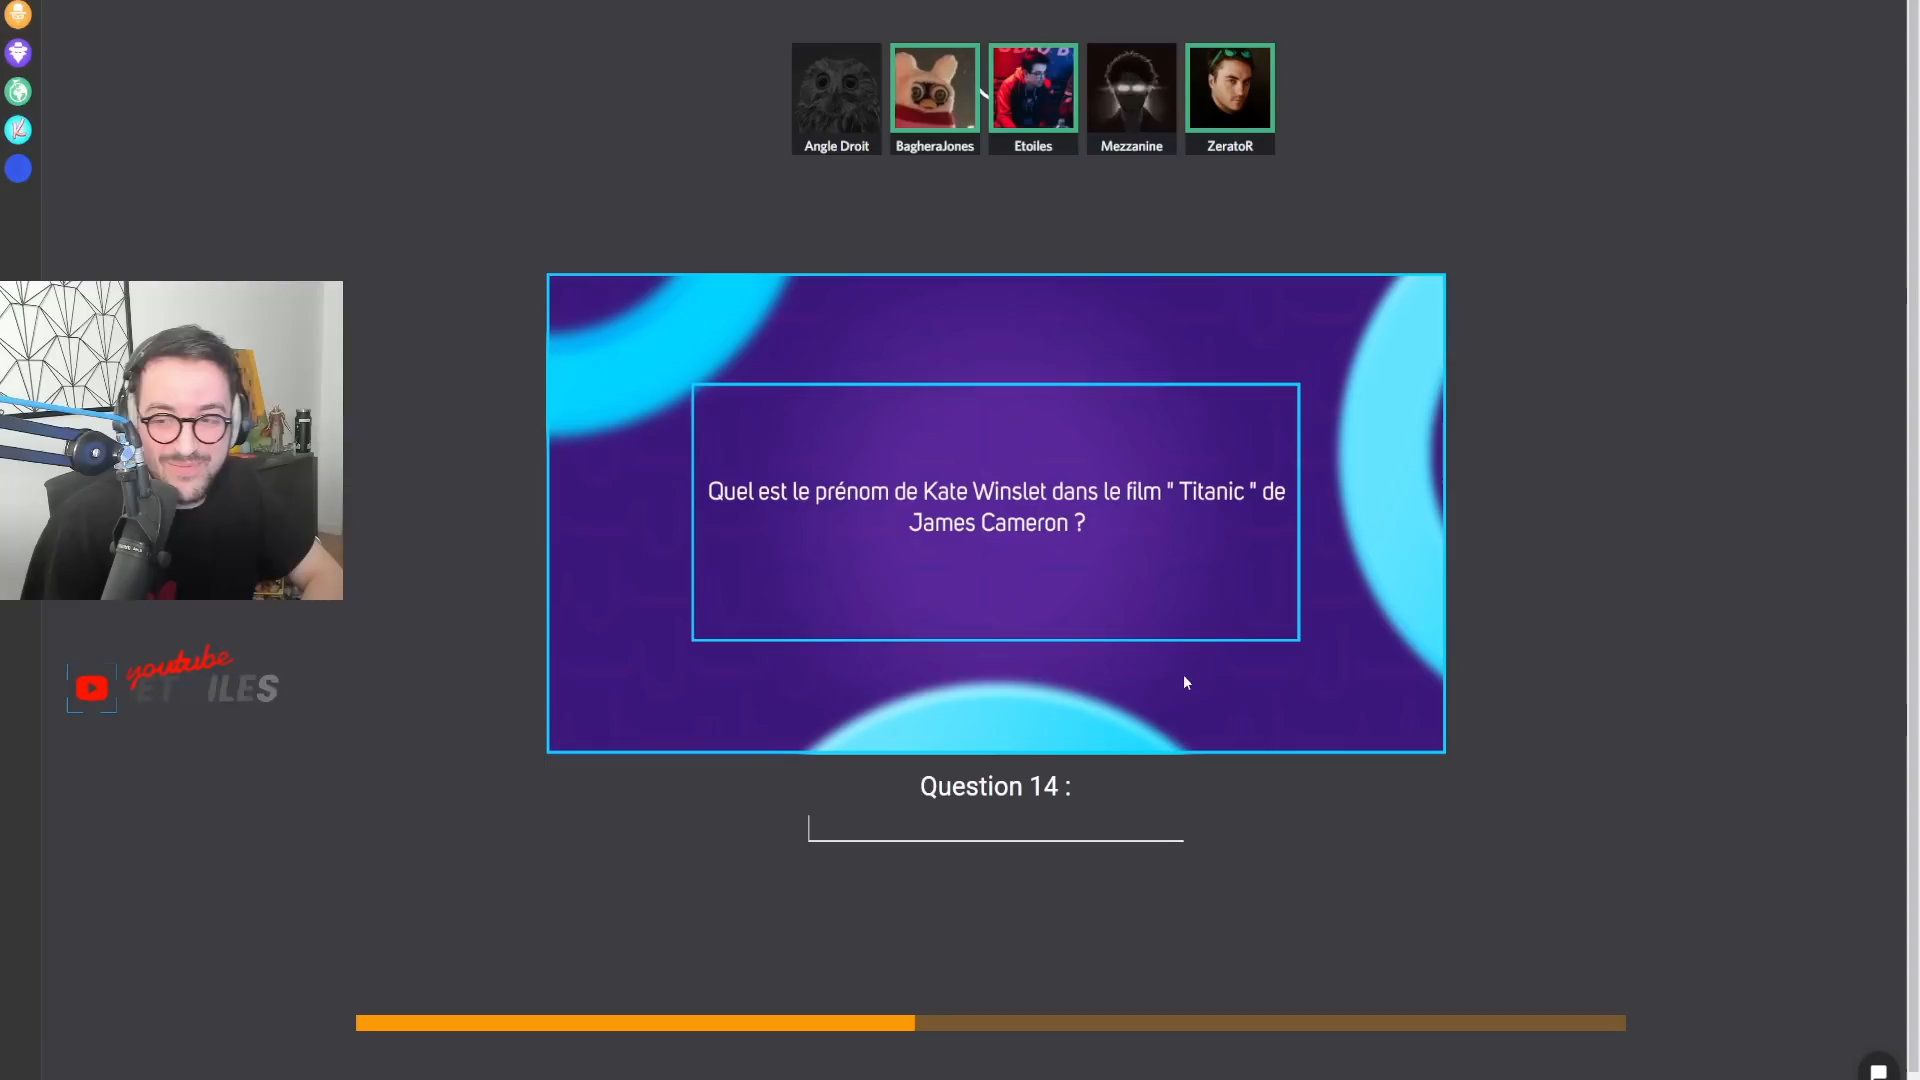 Angle Droit
BagheraJones
Etoiles
Mezzanine
ZeratoR
Quel est le prénom de Kate Winslet dans le film " Titanic " de
James Cameron ?
youtube
Question 14 :